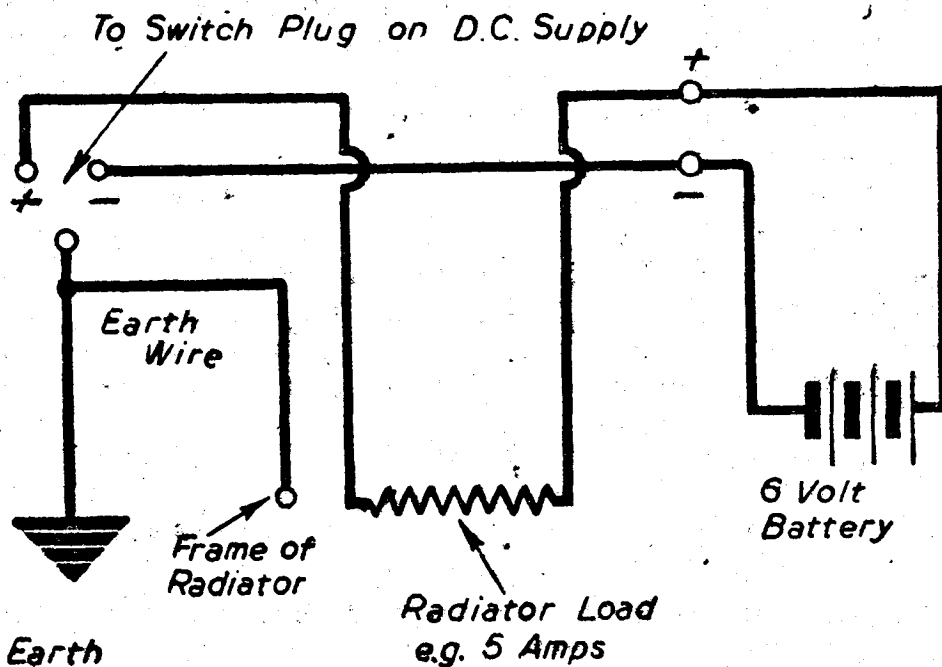 To Switch Plug on D.C. Supply
+
+
-
-
Earth
Wire
Frame of
Radiator
6 Volt
Battery
Radiator Load
e.g. 5 Amps
Earth